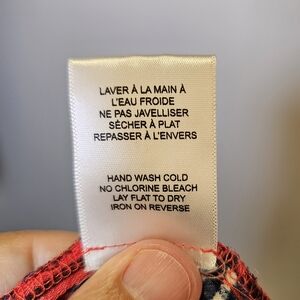 LAVER À LA MAIN À
L'EAU FROIDE
NE PAS JAVELLISER
SÉCHER À PLAT
REPASSER À L'ENVERS
HAND WASH COLD
NO CHLORINE BLEACH
LAY FLAT TO DRY
IRON ON REVERSE